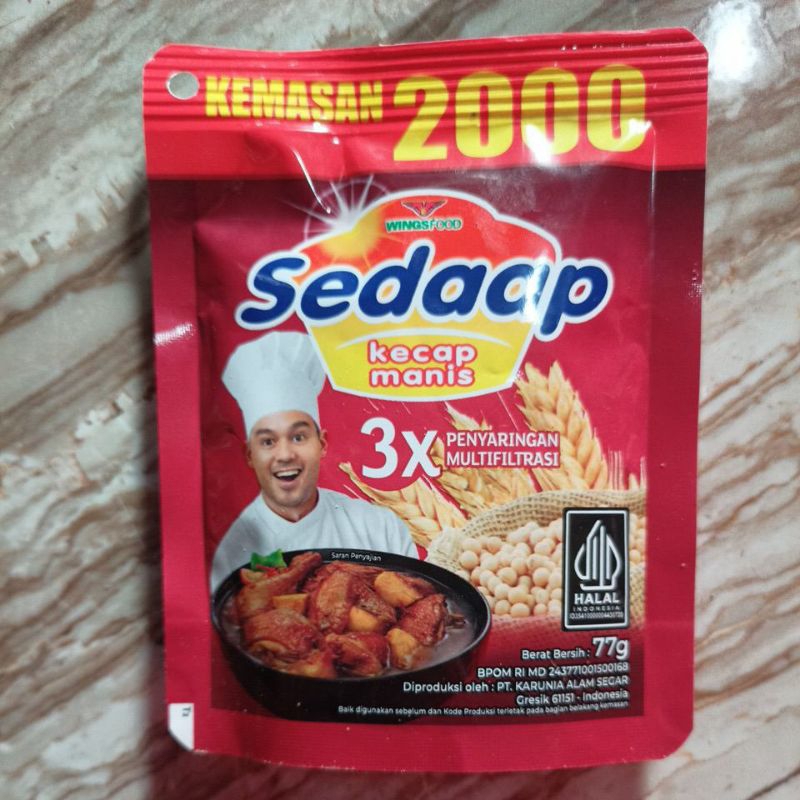 KEMASAN 2000
WINGSFOOD
Sedaap
kecap
manis
3x PENYARINGAN
MULTIFILTRASI
Saran Penyajian
HALAL
INDONESIA
Berat Bersih : 77g
BPOM RI MD 243771001500168
Diproduksi oleh : PT. KARUNIA ALAM SEGAR
Gresik 61151 - Indonesia
Baik digunakan sebelum dan Kode Produksi terletak pada bagian belakang kemasan